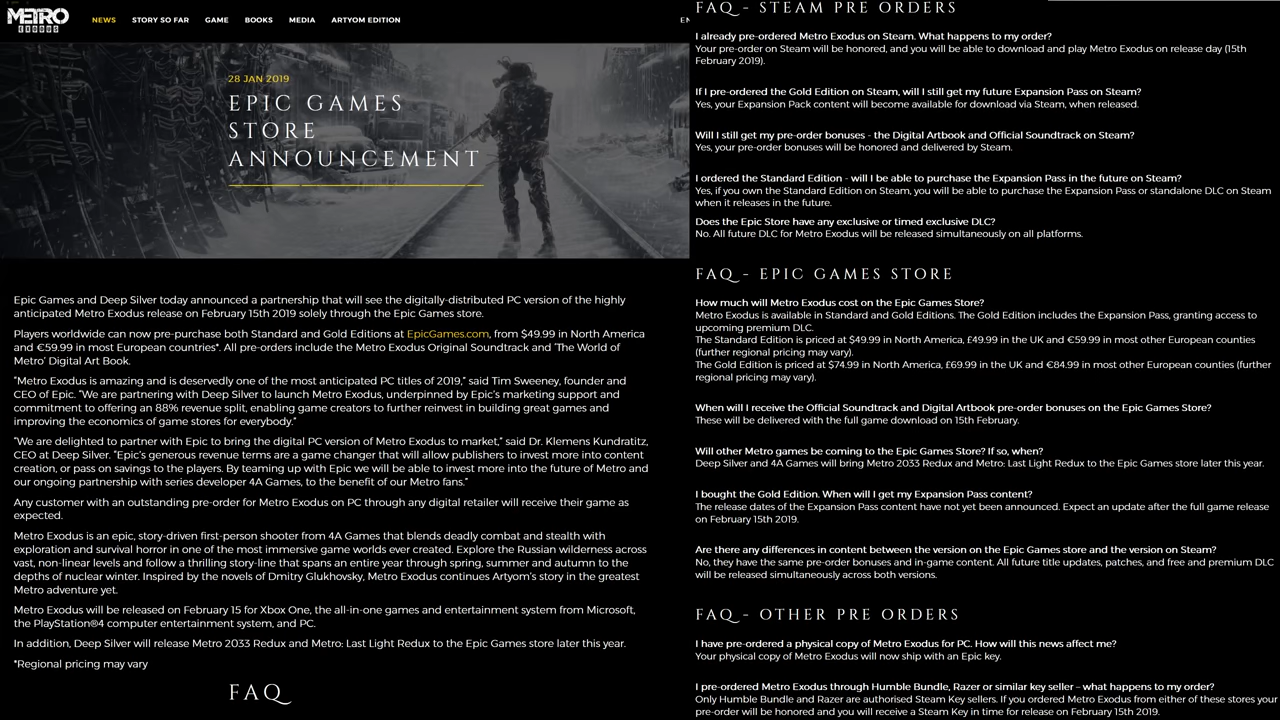 METRO
EXODUS
NEWS STORY SO FAR GAME BOOKS MEDIA ARTYOM EDITION EN
28 JAN 2019
EPIC GAMES
STORE
ANNOUNCEMENT
Epic Games and Deep Silver today announced a partnership that will see the digitally-distributed PC version of the highly
anticipated Metro Exodus release on February 15th 2019 solely through the Epic Games store.
Players worldwide can now pre-purchase both Standard and Gold Editions at EpicGames.com, from $49.99 in North America
and €59.99 in most European countries*. All pre-orders include the Metro Exodus Original Soundtrack and 'The World of
Metro' Digital Art Book.
"Metro Exodus is amazing and is deservedly one of the most anticipated PC titles of 2019," said Tim Sweeney, founder and
CEO of Epic. "We are partnering with Deep Silver to launch Metro Exodus, underpinned by Epic's marketing support and
commitment to offering an 88% revenue split, enabling game creators to further reinvest in building great games and
improving the economics of game stores for everybody."
"We are delighted to partner with Epic to bring the digital PC version of Metro Exodus to market," said Dr. Klemens Kundratitz,
CEO at Deep Silver. "Epic's generous revenue terms are a game changer that will allow publishers to invest more into content
creation, or pass on savings to the players. By teaming up with Epic we will be able to invest more into the future of Metro and
our ongoing partnership with series developer 4A Games, to the benefit of our Metro fans."
Any customer with an outstanding pre-order for Metro Exodus on PC through any digital retailer will receive their game as
expected.
Metro Exodus is an epic, story-driven first-person shooter from 4A Games that blends deadly combat and stealth with
exploration and survival horror in one of the most immersive game worlds ever created. Explore the Russian wilderness across
vast, non-linear levels and follow a thrilling story-line that spans an entire year through spring, summer and autumn to the
depths of nuclear winter. Inspired by the novels of Dmitry Glukhovsky, Metro Exodus continues Artyom's story in the greatest
Metro adventure yet.
Metro Exodus will be released on February 15 for Xbox One, the all-in-one games and entertainment system from Microsoft,
the PlayStation®4 computer entertainment system, and PC.
In addition, Deep Silver will release Metro 2033 Redux and Metro: Last Light Redux to the Epic Games store later this year.
*Regional pricing may vary
FAQ
FAQ - STEAM PRE ORDERS
I already pre-ordered Metro Exodus on Steam. What happens to my order?
Your pre-order on Steam will be honored, and you will be able to download and play Metro Exodus on release day (15th
February 2019).
If I pre-ordered the Gold Edition on Steam, will I still get my future Expansion Pass on Steam?
Yes, your Expansion Pack content will become available for download via Steam, when released.
Will I still get my pre-order bonuses - the Digital Artbook and Official Soundtrack on Steam?
Yes, your pre-order bonuses will be honored and delivered by Steam.
I ordered the Standard Edition - will I be able to purchase the Expansion Pass in the future on Steam?
Yes, if you own the Standard Edition on Steam, you will be able to purchase the Expansion Pass or standalone DLC on Steam
when it releases in the future.
Does the Epic Store have any exclusive or timed exclusive DLC?
No. All future DLC for Metro Exodus will be released simultaneously on all platforms.
FAQ - EPIC GAMES STORE
How much will Metro Exodus cost on the Epic Games Store?
Metro Exodus is available in Standard and Gold Editions. The Gold Edition includes the Expansion Pass, granting access to
upcoming premium DLC.
The Standard Edition is priced at $49.99 in North America, £49.99 in the UK and €59.99 in most other European counties
(further regional pricing may vary).
The Gold Edition is priced at $74.99 in North America, £69.99 in the UK and €84.99 in most other European counties (further
regional pricing may vary).
When will I receive the Official Soundtrack and Digital Artbook pre-order bonuses on the Epic Games Store?
These will be delivered with the full game download on 15th February.
Will other Metro games be coming to the Epic Games Store? If so, when?
Deep Silver and 4A Games will bring Metro 2033 Redux and Metro: Last Light Redux to the Epic Games store later this year.
I bought the Gold Edition. When will I get my Expansion Pass content?
The release dates of the Expansion Pass content have not yet been announced. Expect an update after the full game release
on February 15th 2019.
Are there any differences in content between the version on the Epic Games store and the version on Steam?
No, they have the same pre-order bonuses and in-game content. All future title updates, patches, and free and premium DLC
will be released simultaneously across both versions.
FAQ - OTHER PRE ORDERS
I have pre-ordered a physical copy of Metro Exodus for PC. How will this news affect me?
Your physical copy of Metro Exodus will now ship with an Epic key.
I pre-ordered Metro Exodus through Humble Bundle, Razer or similar key seller – what happens to my order?
Only Humble Bundle and Razer are authorised Steam Key sellers. If you ordered Metro Exodus from either of these stores your
pre-order will be honored and you will receive a Steam Key in time for release on February 15th 2019.